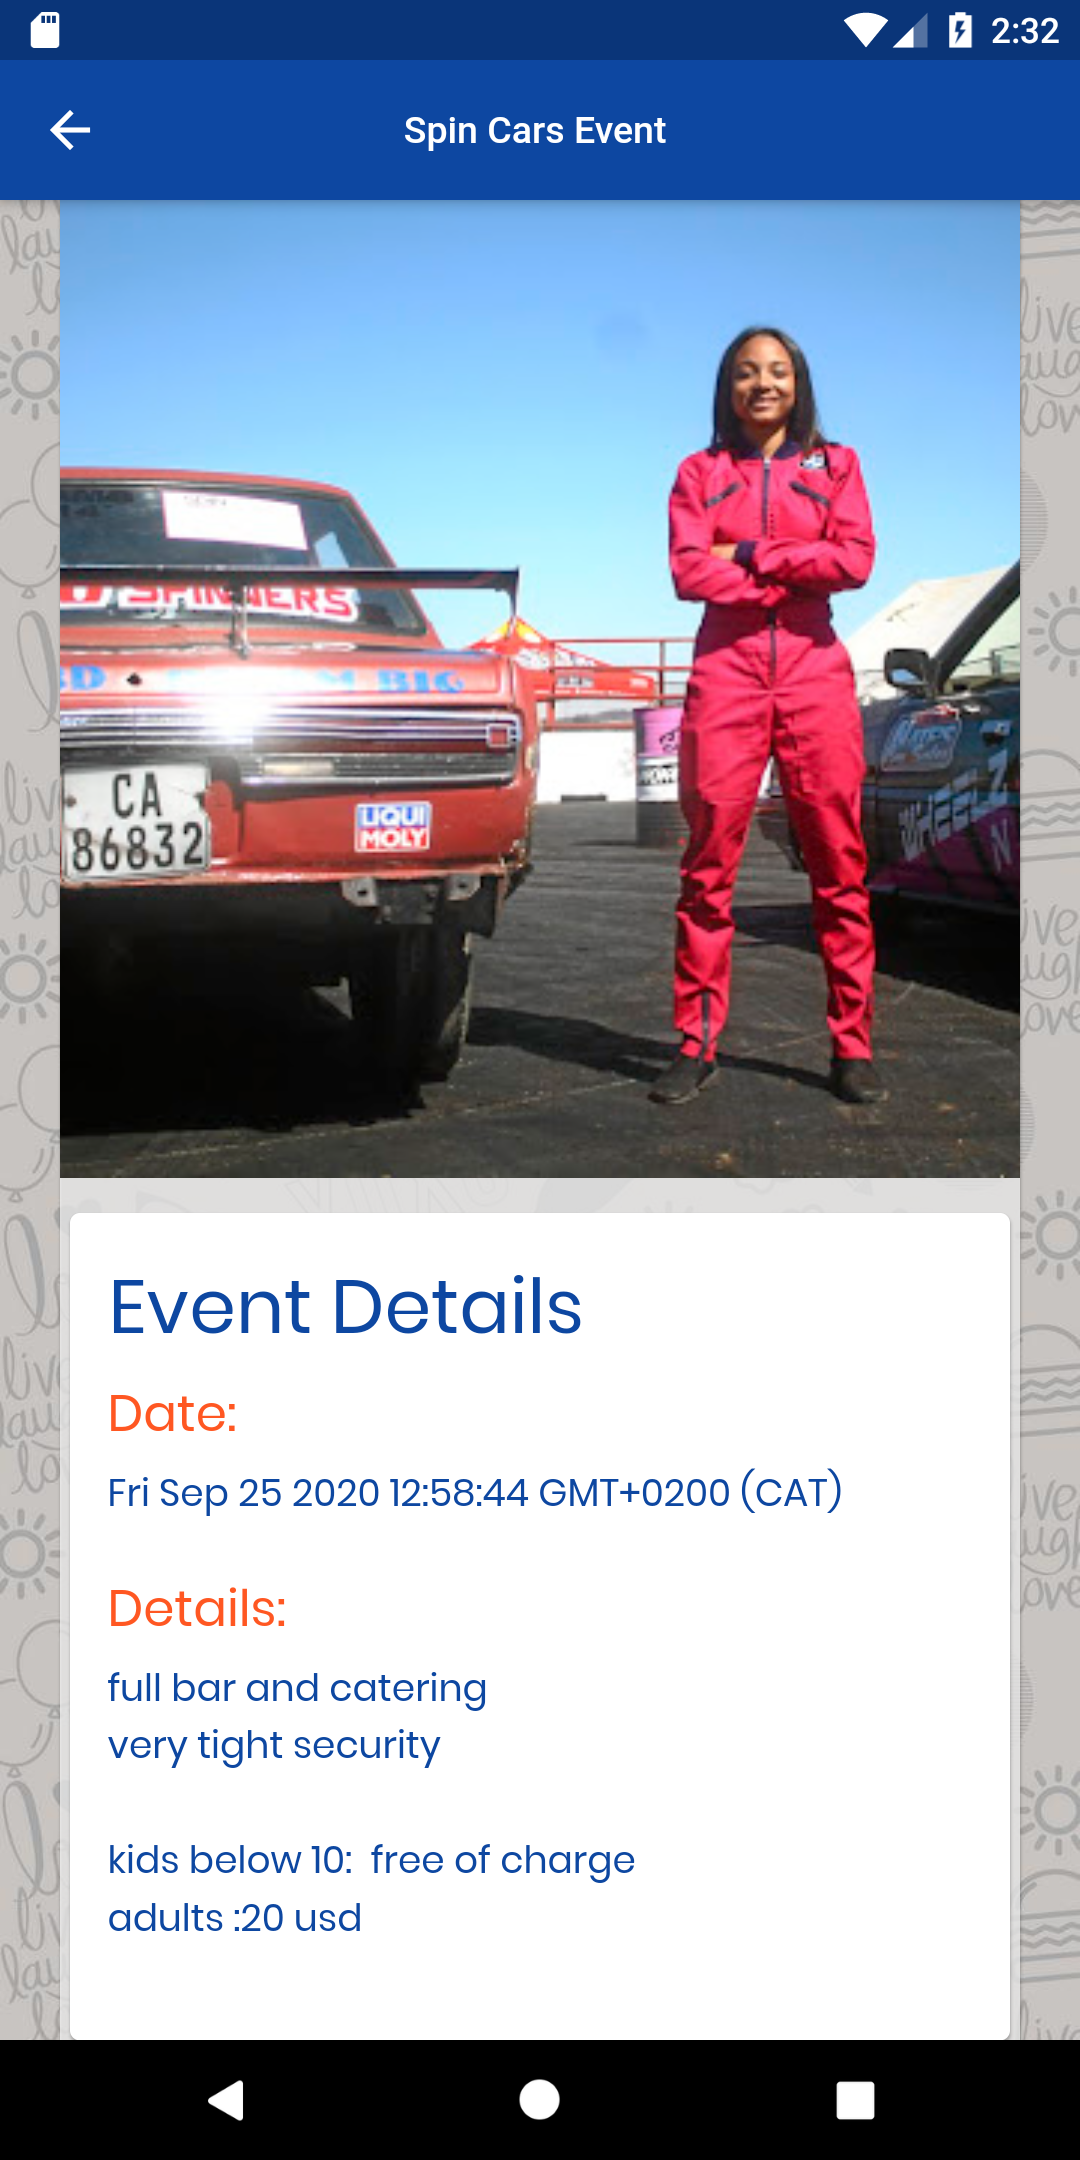 2:32
Spin Cars Event
SPINNERS
BIG
CA
86832
LIQUI
MOLY
WHEELZ
N
Event Details
Date:
Fri Sep 25 2020 12:58:44 GMT+0200 (CAT)
Details:
full bar and catering
very tight security
kids below 10:  free of charge
adults :20 usd